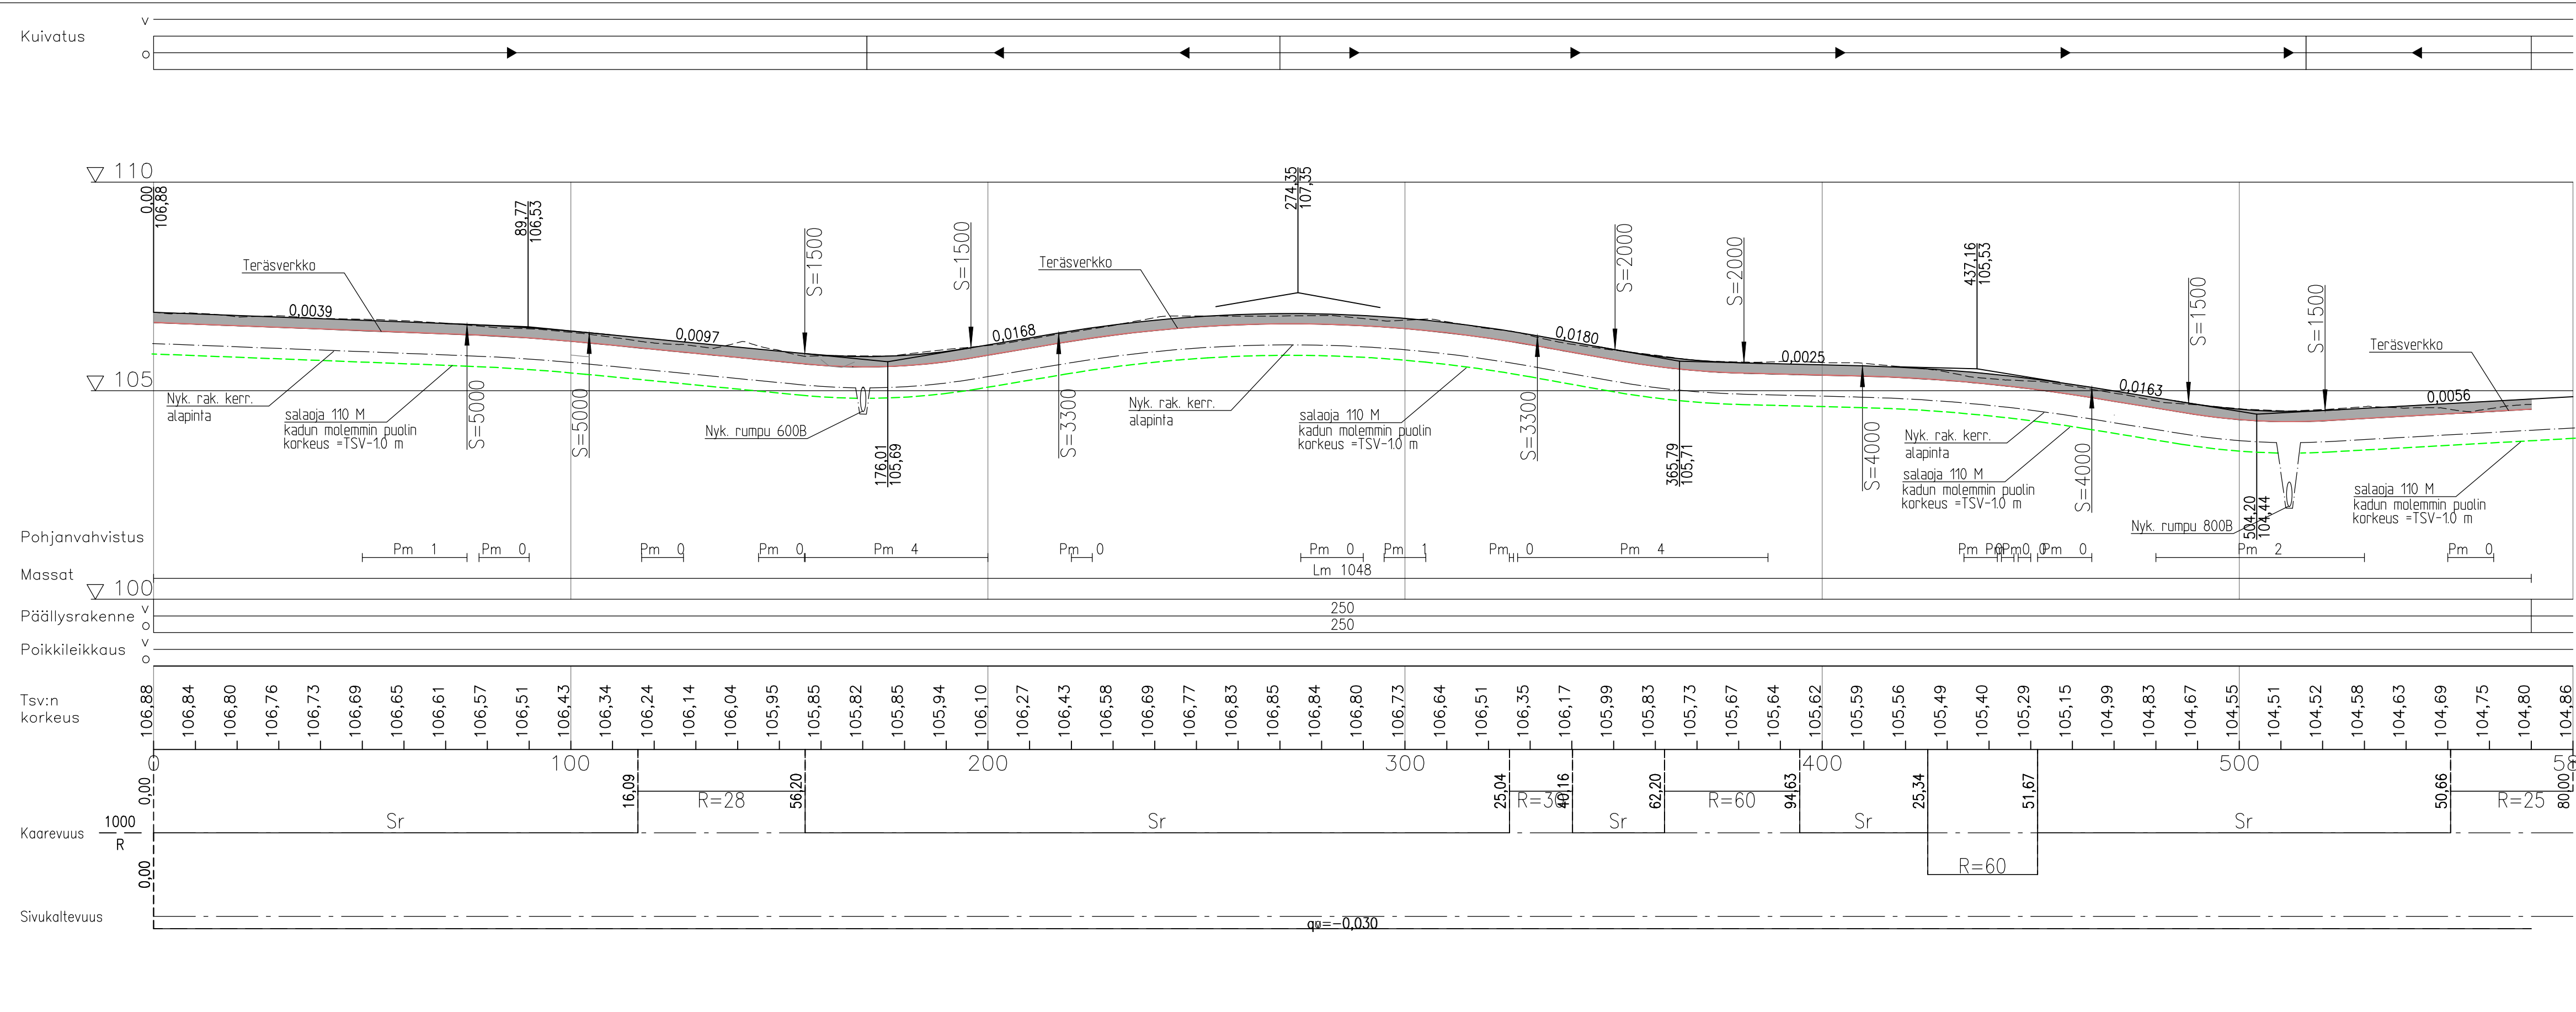 Kuivatus
V
O
110
0,00
106,88
89,77
106,53
S=1500
S=1500
274,35
107,35
S=2000
S=2000
437,16
105,53
S=1500
S=1500
Teräsverkko
Teräsverkko
Teräsverkko
0,0039
0,0097
0,0168
0,0180
0,0025
0,0163
0,0056
105
Nyk. rak. kerr.
alapinta
salaoja 110 M
kadun molemmin puolin
korkeus =TSV-1.0 m
S=5000
S=5000
Nyk. rumpu 600B
176,01
105,69
S=3300
Nyk. rak. kerr.
alapinta
salaoja 110 M
kadun molemmin puolin
korkeus =TSV-1.0 m
S=3300
365,79
105,71
S=4000
Nyk. rak. kerr.
alapinta
salaoja 110 M
kadun molemmin puolin
korkeus =TSV-1.0 m
S=4000
Nyk. rumpu 800B
504,20
104,44
salaoja 110 M
kadun molemmin puolin
korkeus =TSV-1.0 m
Pohjanvahvistus
Pm 1
Pm 0
Pm 0
Pm 0
Pm 4
Pm 0
Pm 0
Pm 1
Pm 0
Pm 4
Pm 0
Pm 0
Pm 0
Pm 0
Pm 2
Pm 0
Massat
Lm 1048
100
Päällysrakenne
V
O
250
250
Poikkileikkaus
V
O
Tsv:n
korkeus
106,88 106,84 106,80 106,76 106,73 106,69 106,65 106,61 106,57 106,51 106,43 106,34 106,24 106,14 106,04 105,95 105,85 105,82 105,85 105,94 106,10 106,27 106,43 106,58 106,69 106,77 106,83 106,85 106,84 106,80 106,73 106,64 106,51 106,35 106,17 105,99 105,83 105,73 105,67 105,64 105,62 105,59 105,56 105,49 105,40 105,29 105,15 104,99 104,83 104,67 104,55 104,51 104,52 104,58 104,63 104,69 104,75 104,80 104,86
0 100 200 300 400 500 58
0,00 16,09 56,20 25,04 40,16 62,20 94,63 25,34 51,67 50,66 80,00
R=28 R=30 R=60 R=25
Kaarevuus
1000
R
Sr Sr Sr Sr Sr
R=60
0,00
Sivukaltevuus
=-0,030